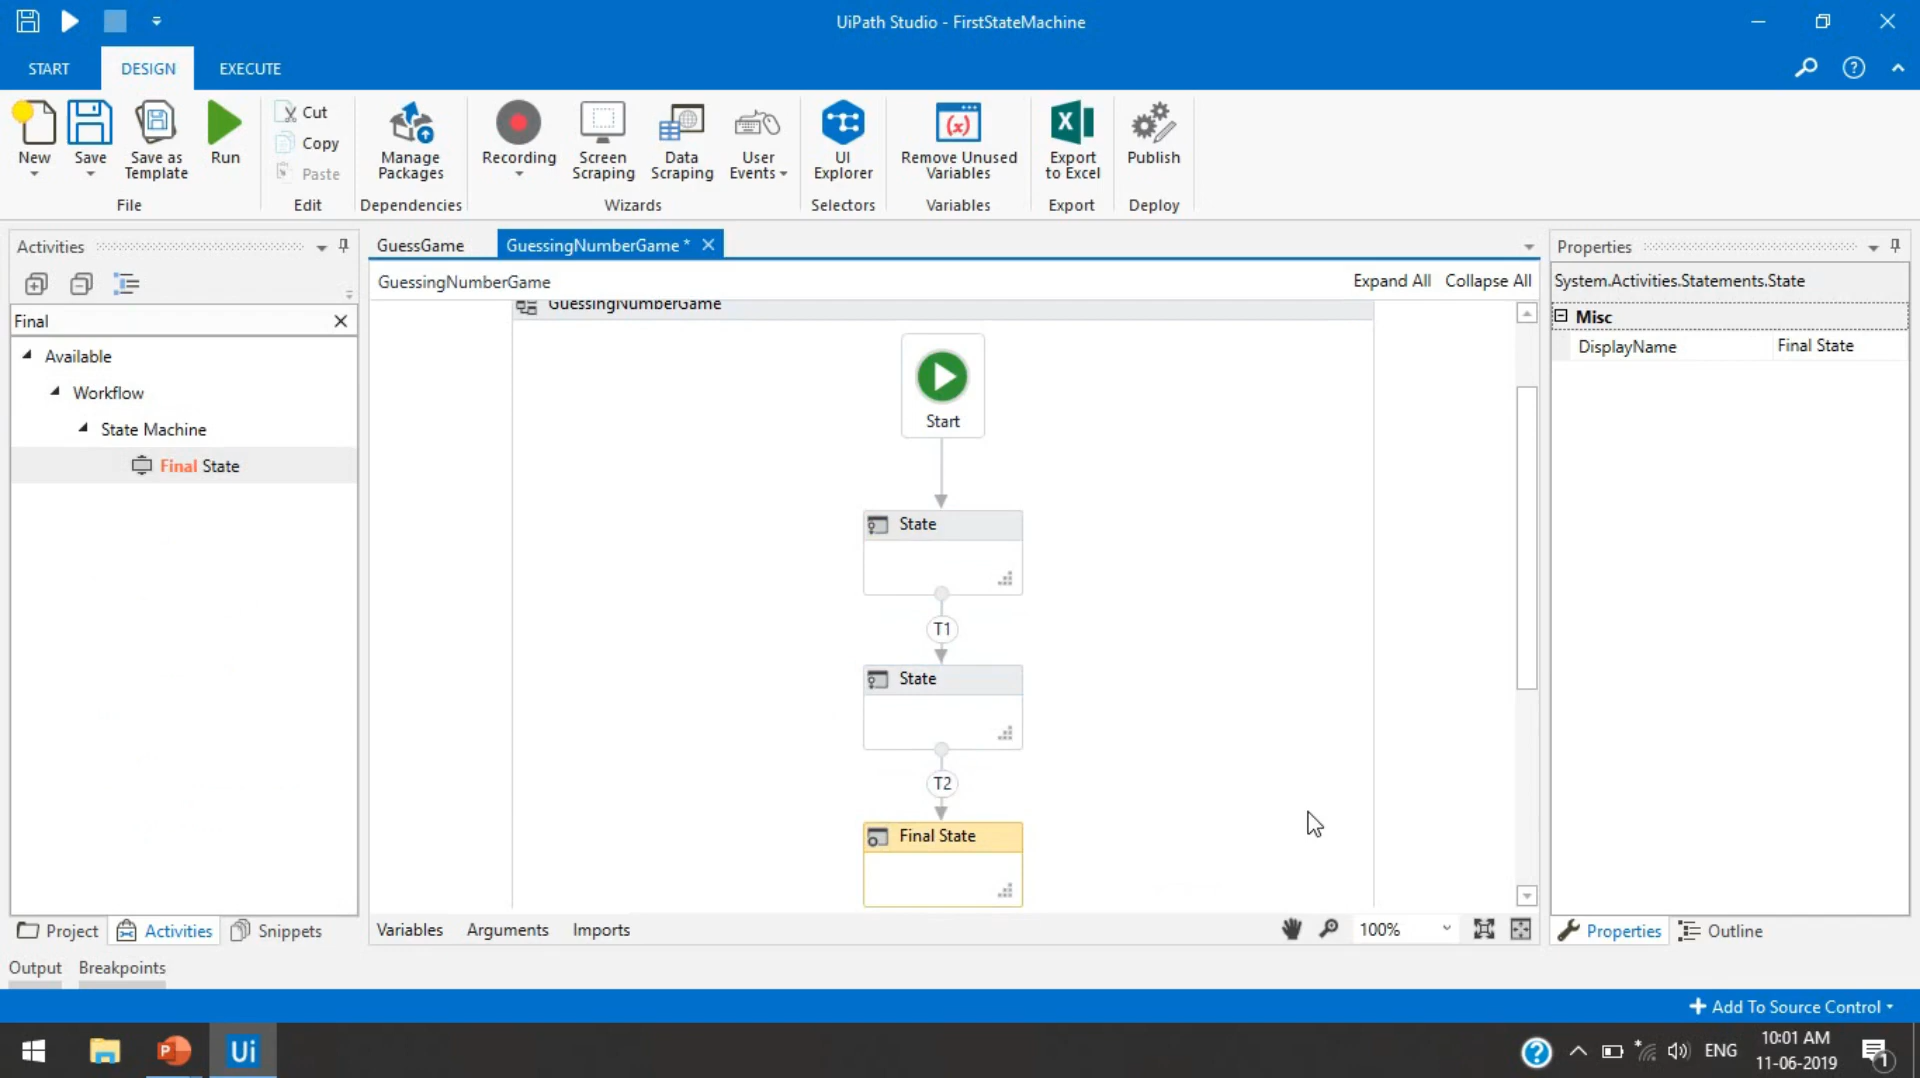 UiPath Studio - FirstStateMachine
START
DESIGN
EXECUTE
New
Save
Save as
Template
Run
Cut
Copy
Paste
Manage
Packages
Recording
Screen
Scraping
Data
Scraping
User
Events
UI
Explorer
Remove Unused
Variables
Export
to Excel
Publish
File
Edit
Dependencies
Wizards
Selectors
Variables
Export
Deploy
Activities
Final
Available
Workflow
State Machine
Final State
GuessGame
GuessingNumberGame *
GuessingNumberGame
Expand All
Collapse All
GuessingNumberGame
Start
State
T1
State
T2
Final State
Properties
System.Activities.Statements.State
Misc
DisplayName
Final State
Project
Activities
Snippets
Variables
Arguments
Imports
100%
Properties
Outline
Output
Breakpoints
Add To Source Control
P
Ui
ENG
10:01 AM
11-06-2019
1